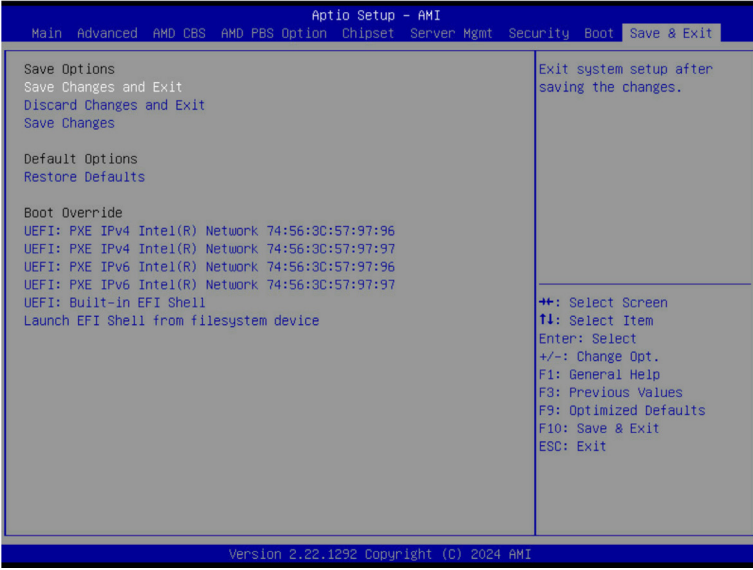 Aptio Setup – AMI
Main Advanced AMD CBS AMD PBS Option Chipset Server Mgmt Security Boot Save & Exit
Save Options
Save Changes and Exit
Discard Changes and Exit
Save Changes
Default Options
Restore Defaults
Boot Override
UEFI: PXE IPv4 Intel(R) Network 74:56:3C:57:97:96
UEFI: PXE IPv4 Intel(R) Network 74:56:3C:57:97:97
UEFI: PXE IPv6 Intel(R) Network 74:56:3C:57:97:96
UEFI: PXE IPv6 Intel(R) Network 74:56:3C:57:97:97
UEFI: Built-in EFI Shell
Launch EFI Shell from filesystem device
Exit system setup after
saving the changes.
→←: Select Screen
↑↓: Select Item
Enter: Select
+/-: Change Opt.
F1: General Help
F3: Previous Values
F9: Optimized Defaults
F10: Save & Exit
ESC: Exit
Version 2.22.1292 Copyright (C) 2024 AMI